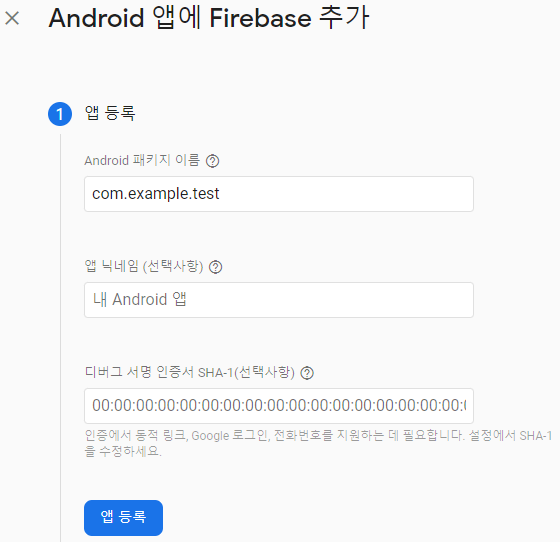 Android 앱에 Firebase 추가
1 앱 등록
Android 패키지 이름
com.example.test
앱 닉네임 (선택사항)
내 Android 앱
디버그 서명 인증서 SHA-1(선택사항)
00:00:00:00:00:00:00:00:00:00:00:00:00:00:00:00:00:0
인증에서 동적 링크, Google 로그인, 전화번호를 지원하는 데 필요합니다. 설정에서 SHA-1
을 수정하세요.
앱 등록